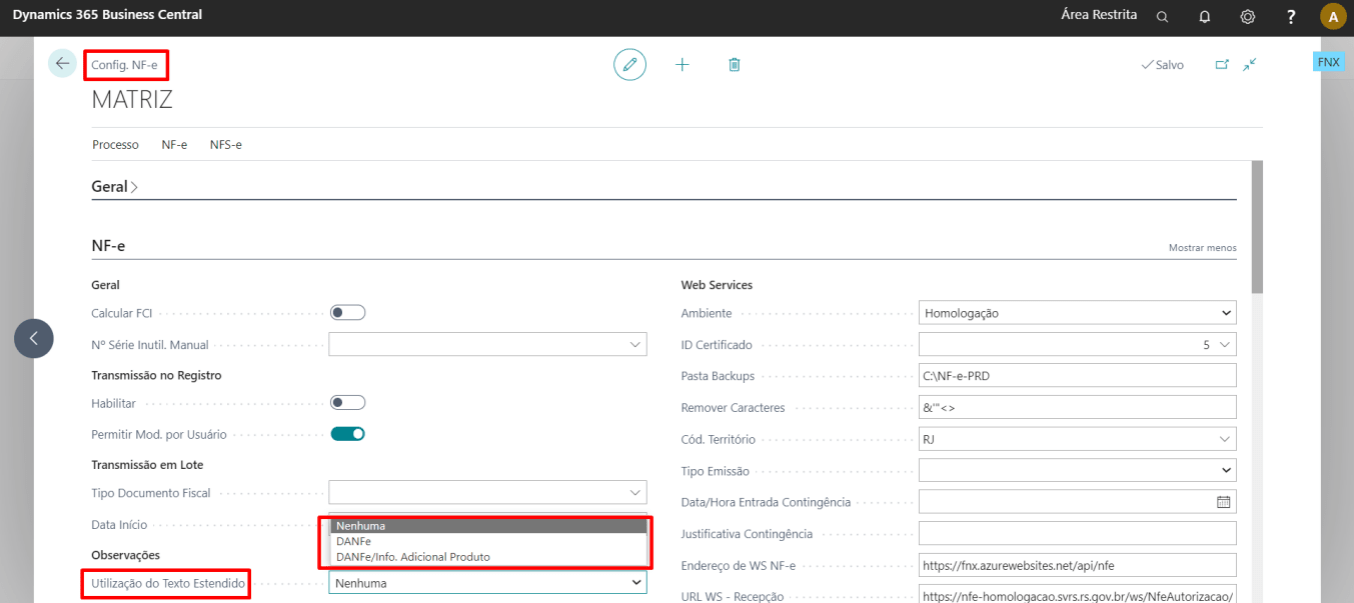 Dynamics 365 Business Central
Área Restrita
?
A
Config. NF-e
Salvo
FNX
MATRIZ
Processo NF-e NFS-e
Geral
NF-e
Mostrar menos
Geral
Calcular FCI
Nº Série Inutil. Manual
Transmissão no Registro
Habilitar
Permitir Mod. por Usuário
Transmissão em Lote
Tipo Documento Fiscal
Data Início
Nenhuma
DANFe
DANFe/Info. Adicional Produto
Observações
Utilização do Texto Estendido Nenhuma
Web Services
Ambiente Homologação
ID Certificado 5
Pasta Backups C:\NF-e-PRD
Remover Caracteres &'"<>
Cód. Território RJ
Tipo Emissão
Data/Hora Entrada Contingência
Justificativa Contingência
Endereço de WS NF-e https://fnx.azurewebsites.net/api/nfe
URL WS - Recepção https://nfe-homologacao.svrs.rs.gov.br/ws/NfeAutorizacao/